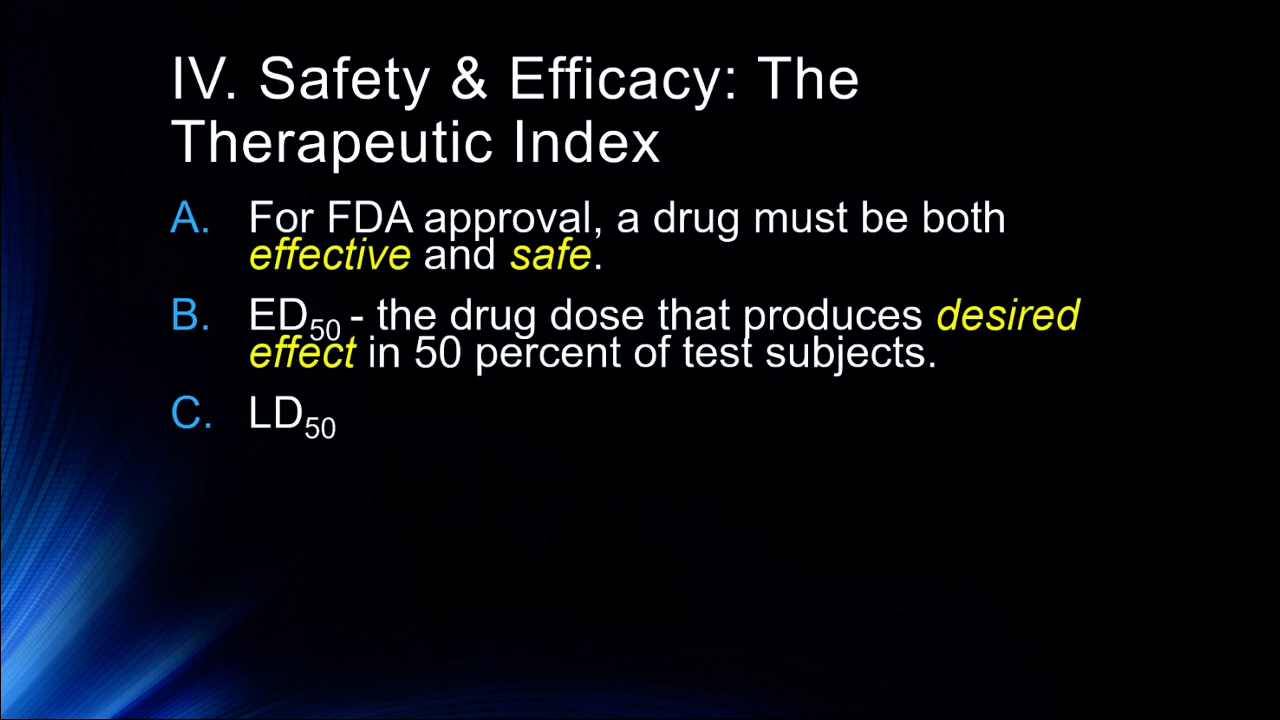 IV. Safety & Efficacy: The
Therapeutic Index
A. For FDA approval, a drug must be both
effective and safe.
B. ED50 - the drug dose that produces desired
effect in 50 percent of test subjects.
C. LD50